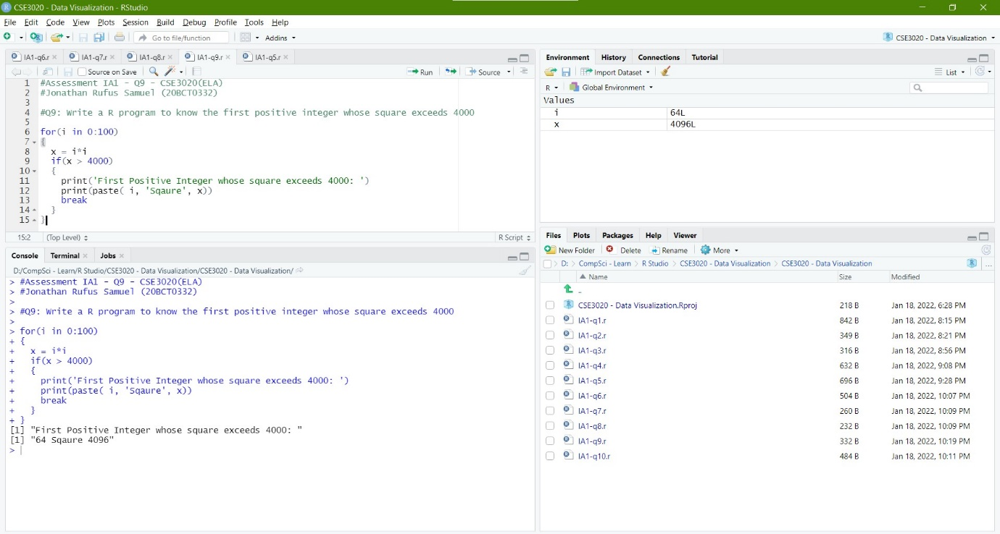 CSE3020 - Data Visualization - RStudio
File Edit Code View Plots Session Build Debug Profile Tools Help
Go to file/function Addins CSE3020 - Data Visualization
IA1-q6.r IA1-q7.r IA1-q8.r IA1-q9.r IA1-q5.r
Source on Save Run Source
1 #Assessment IA1 - Q9 - CSE3020(ELA)
2 #Jonathan Rufus Samuel (20BCT0332)
3
4 #Q9: Write a R program to know the first positive integer whose square exceeds 4000
5
6 for(i in 0:100)
7 {
8 x = i*i
9 if(x > 4000)
10 {
11 print('First Positive Integer whose square exceeds 4000: ')
12 print(paste( i, 'Sqaure', x))
13 break
14 }
15 }
15:2 (Top Level) R Script
Console Terminal Jobs
D:/CompSci - Learn/R Studio/CSE3020 - Data Visualization/CSE3020 - Data Visualization/
> #Assessment IA1 - Q9 - CSE3020(ELA)
> #Jonathan Rufus Samuel (20BCT0332)
>
> #Q9: Write a R program to know the first positive integer whose square exceeds 4000
>
> for(i in 0:100)
+ {
+ x = i*i
+ if(x > 4000)
+ {
+ print('First Positive Integer whose square exceeds 4000: ')
+ print(paste( i, 'Sqaure', x))
+ break
+ }
+ }
[1] "First Positive Integer whose square exceeds 4000: "
[1] "64 Sqaure 4096"
>
Environment History Connections Tutorial
Import Dataset List
R Global Environment
Values
i 64L
x 4096L
Files Plots Packages Help Viewer
New Folder Delete Rename More
D: CompSci - Learn R Studio CSE3020 - Data Visualization CSE3020 - Data Visualization ...
Name Size Modified
..
CSE3020 - Data Visualization.Rproj 218 B Jan 18, 2022, 6:28 PM
IA1-q1.r 842 B Jan 18, 2022, 8:15 PM
IA1-q2.r 349 B Jan 18, 2022, 8:21 PM
IA1-q3.r 316 B Jan 18, 2022, 8:56 PM
IA1-q4.r 632 B Jan 18, 2022, 9:08 PM
IA1-q5.r 696 B Jan 18, 2022, 9:28 PM
IA1-q6.r 504 B Jan 18, 2022, 10:07 PM
IA1-q7.r 260 B Jan 18, 2022, 10:09 PM
IA1-q8.r 232 B Jan 18, 2022, 10:09 PM
IA1-q9.r 332 B Jan 18, 2022, 10:19 PM
IA1-q10.r 484 B Jan 18, 2022, 10:11 PM